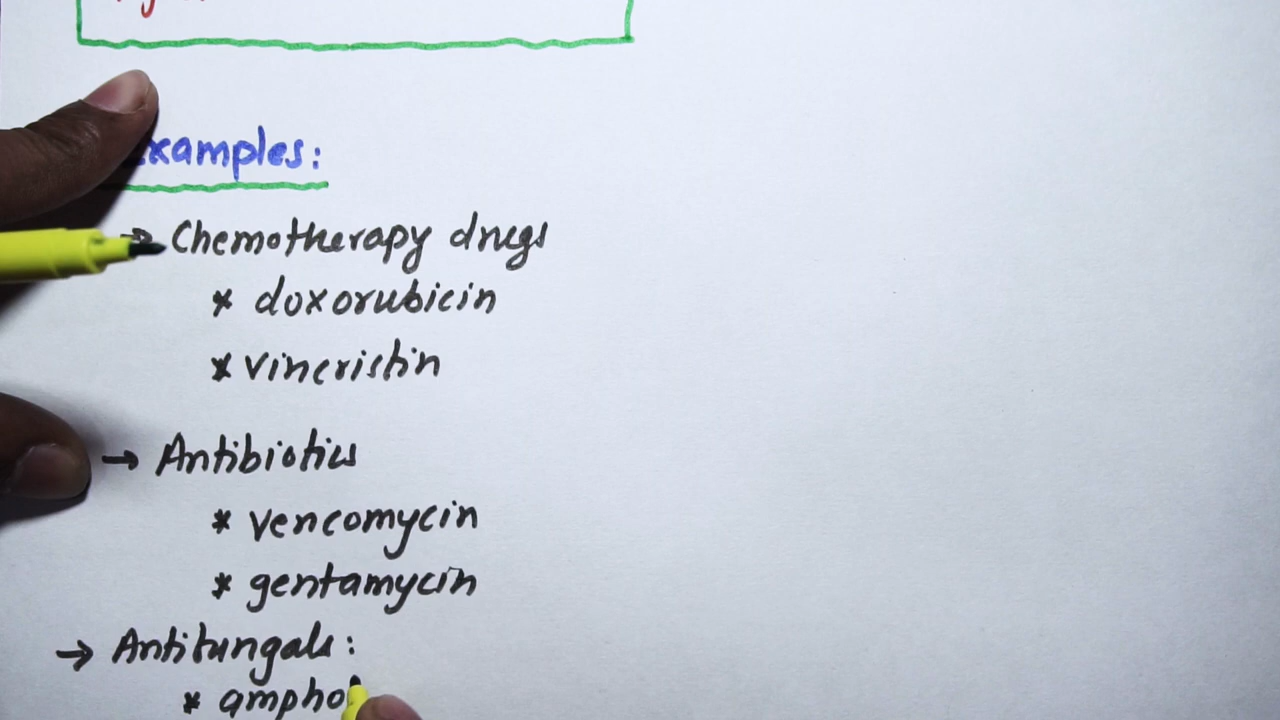 Examples:
→ Chemotherapy drugs
* doxorubicin
* vincristin
→ Antibiotics
* vencomycin
* gentamycin
→ Antifungals:
* ampho